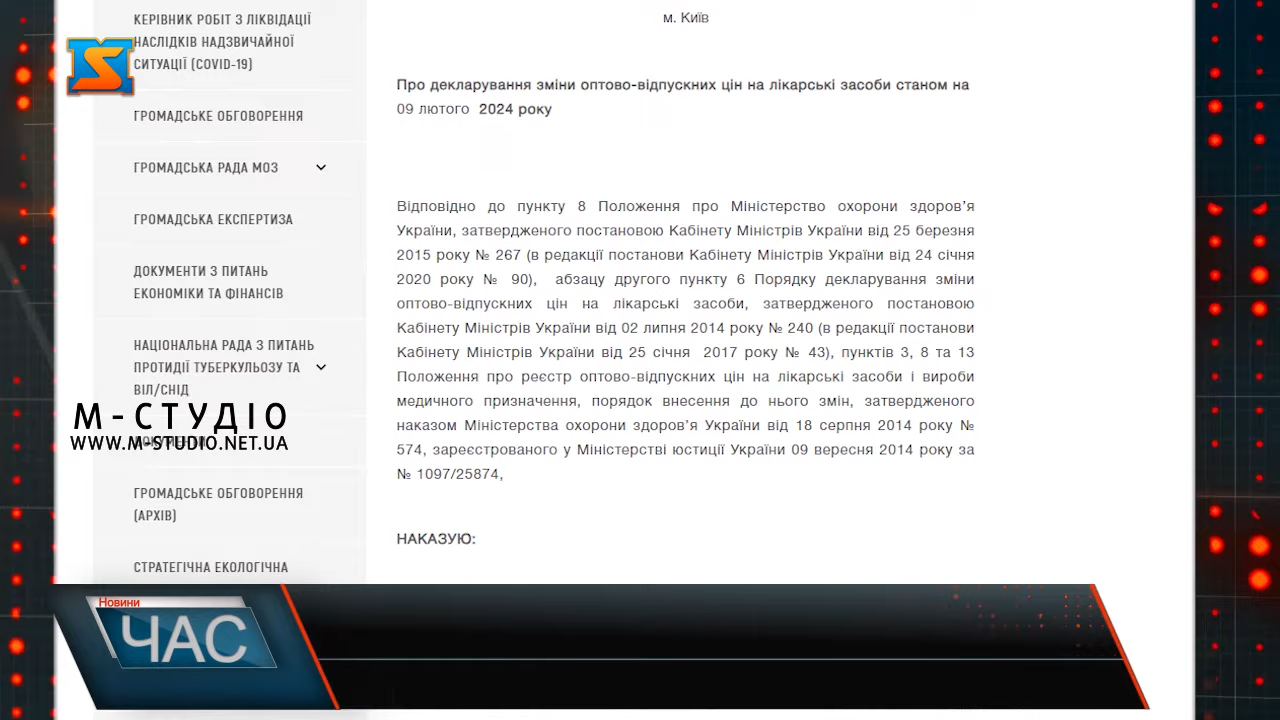 КЕРІВНИК РОБІТ З ЛІКВІДАЦІЇ
НАСЛІДКІВ НАДЗВИЧАЙНОЇ
СИТУАЦІЇ (COVID-19)
ГРОМАДСЬКЕ ОБГОВОРЕННЯ
ГРОМАДСЬКА РАДА МОЗ
ГРОМАДСЬКА ЕКСПЕРТИЗА
ДОКУМЕНТИ З ПИТАНЬ
ЕКОНОМІКИ ТА ФІНАНСІВ
НАЦІОНАЛЬНА РАДА З ПИТАНЬ
ПРОТИДІЇ ТУБЕРКУЛЬОЗУ ТА
ВІЛ/СНІД
М-СТУДІО
WWW.M-STUDIO.NET.UA
ГРОМАДСЬКЕ ОБГОВОРЕННЯ
(АРХІВ)
СТРАТЕГІЧНА ЕКОЛОГІЧНА
м. Київ
Про декларування зміни оптово-відпускних цін на лікарські засоби станом на
09 лютого 2024 року
Відповідно до пункту 8 Положення про Міністерство охорони здоров’я
України, затвердженого постановою Кабінету Міністрів України від 25 березня
2015 року № 267 (в редакції постанови Кабінету Міністрів України від 24 січня
2020 року № 90), абзацу другого пункту 6 Порядку декларування зміни
оптово-відпускних цін на лікарські засоби, затвердженого постановою
Кабінету Міністрів України від 02 липня 2014 року № 240 (в редакції постанови
Кабінету Міністрів України від 25 січня 2017 року № 43), пунктів 3, 8 та 13
Положення про реєстр оптово-відпускних цін на лікарські засоби і вироби
медичного призначення, порядок внесення до нього змін, затвердженого
наказом Міністерства охорони здоров’я України від 18 серпня 2014 року №
574, зареєстрованого у Міністерстві юстиції України 09 вересня 2014 року за
№ 1097/25874,
НАКАЗУЮ:
Новини
ЧАС